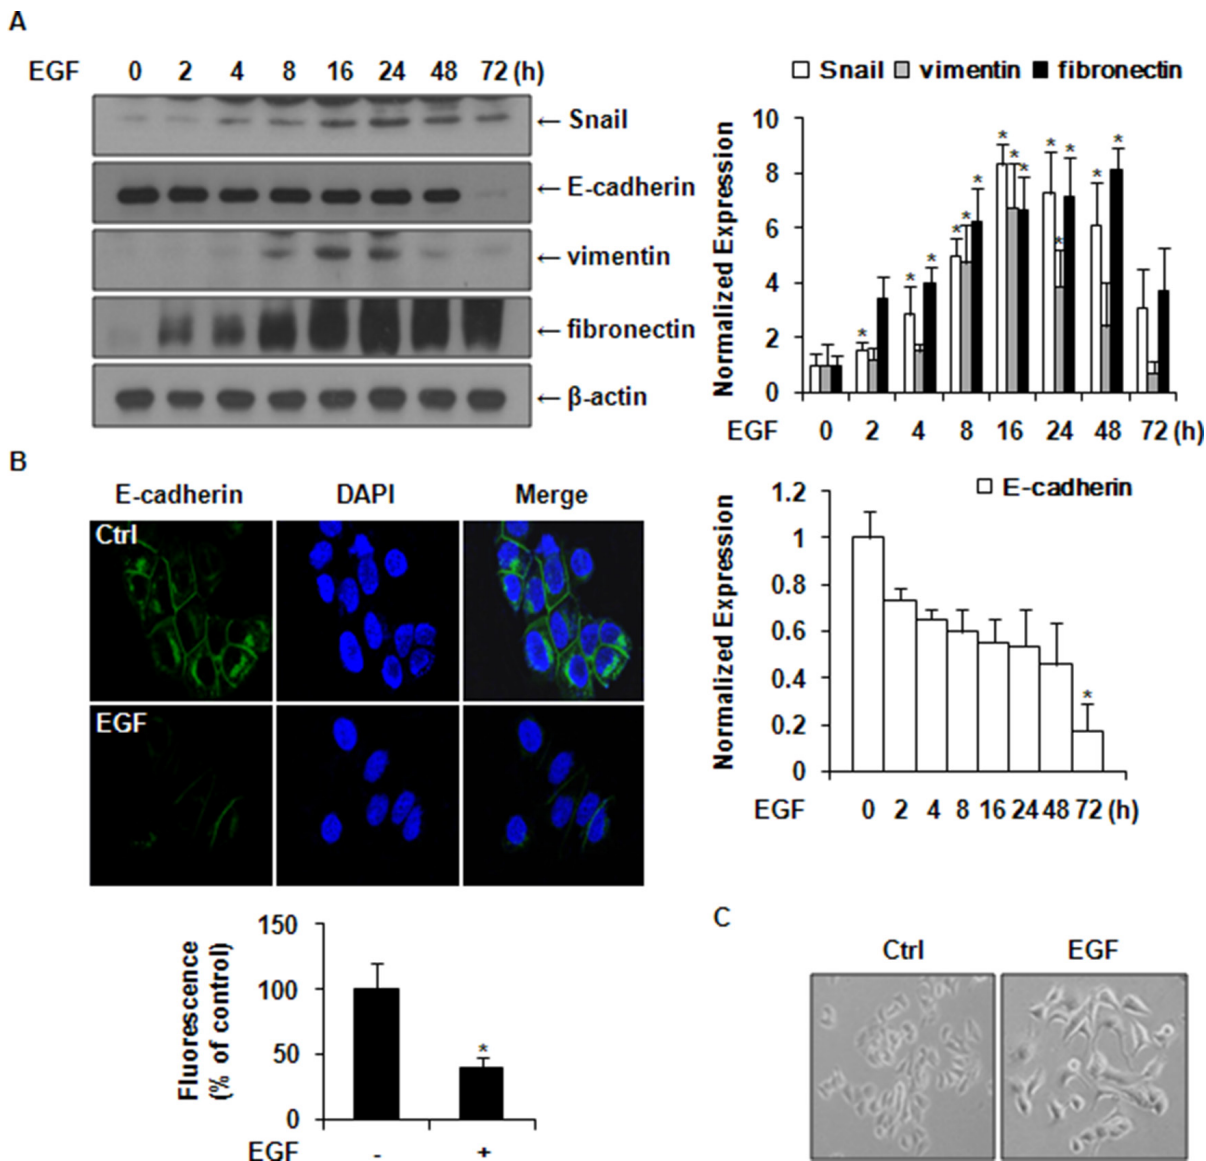 A
EGF 0 2 4 8 16 24 48 72 (h)
← Snail
← E-cadherin
← vimentin
← fibronectin
← β-actin
Snail vimentin fibronectin
Normalized Expression
10
8
6
4
2
0
* * * * * * * * * * * * * *
EGF 0 2 4 8 16 24 48 72 (h)
E-cadherin
Normalized Expression
1.2
1
0.8
0.6
0.4
0.2
0
*
EGF 0 2 4 8 16 24 48 72 (h)
B
E-cadherin DAPI Merge
Ctrl
EGF
Fluorescence
(% of control)
150
100
50
0
*
EGF - +
C
Ctrl EGF